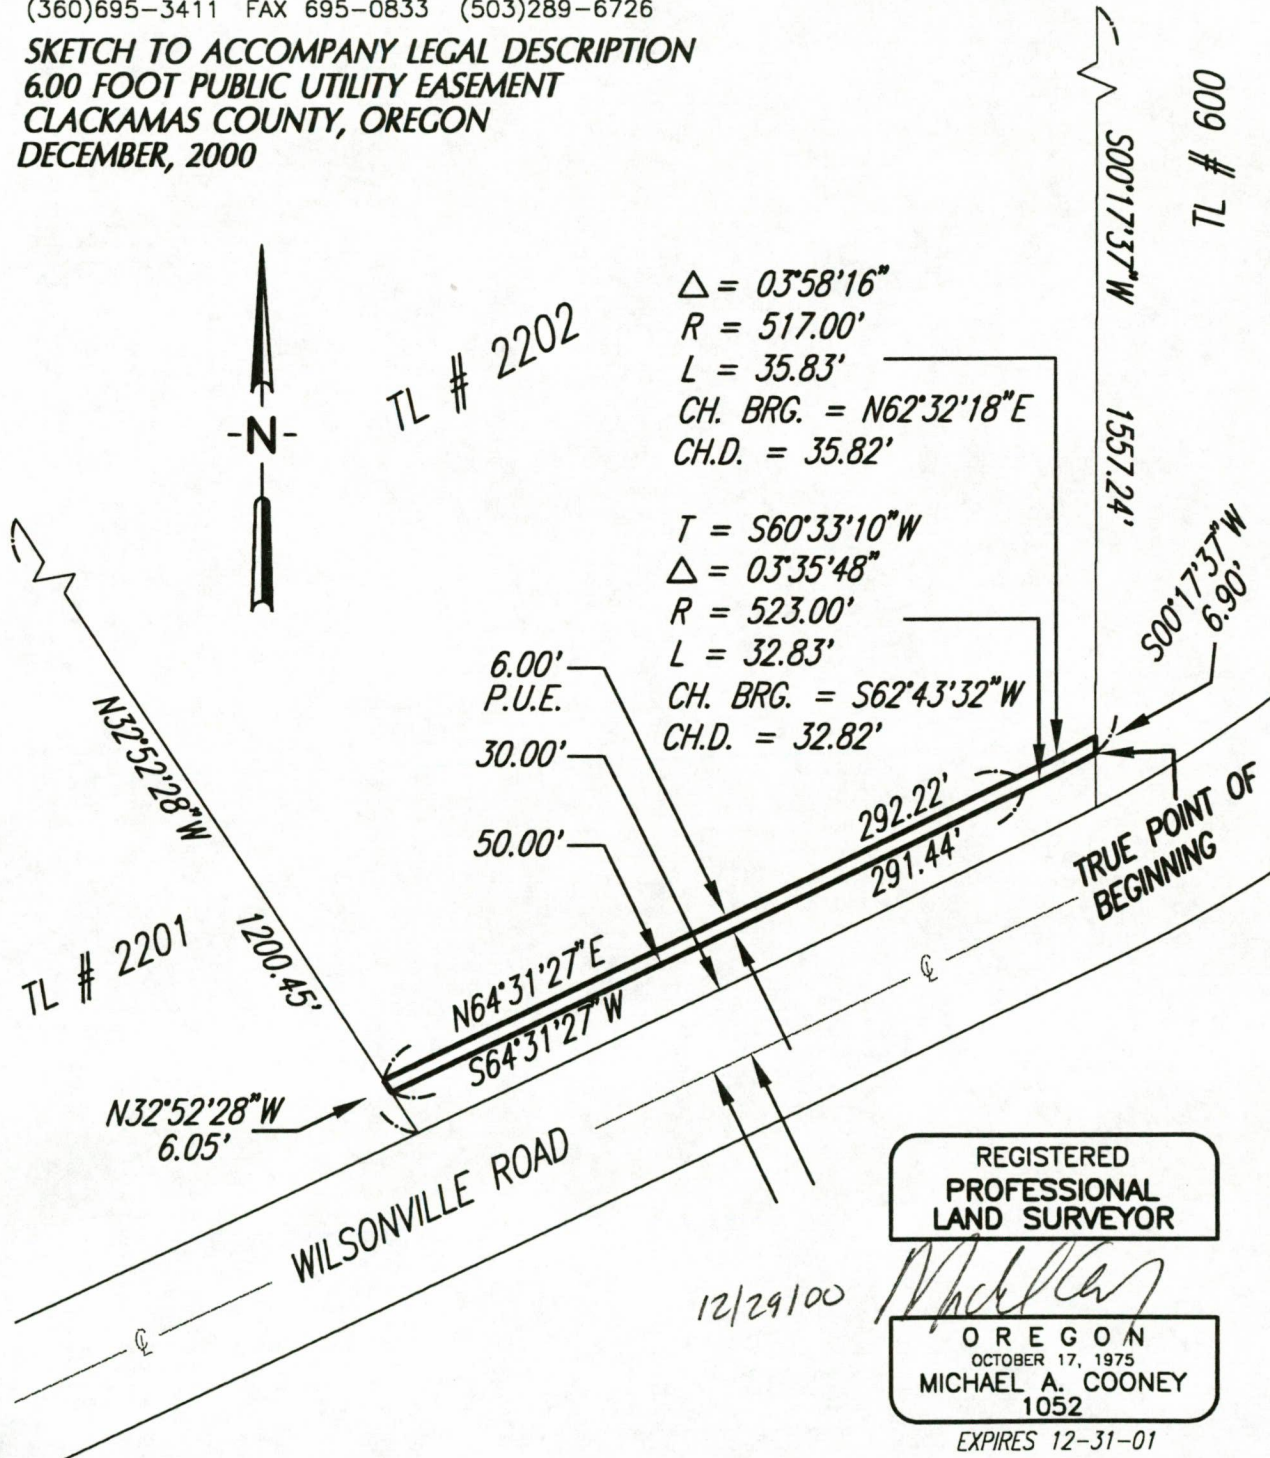 (360)695-3411 FAX 695-0833 (503)289-6726
SKETCH TO ACCOMPANY LEGAL DESCRIPTION
6.00 FOOT PUBLIC UTILITY EASEMENT
CLACKAMAS COUNTY, OREGON
DECEMBER, 2000
TL # 600
S00°17'37"W
1557.24'
-N-
TL # 2202
Δ = 03°58'16"
R = 517.00'
L = 35.83'
CH. BRG. = N62°32'18"E
CH.D. = 35.82'
T = S60°33'10"W
Δ = 03°35'48"
R = 523.00'
L = 32.83'
CH. BRG. = S62°43'32"W
CH.D. = 32.82'
S00°17'37"W
6.90'
6.00'
P.U.E.
30.00'
50.00'
N32°52'28"W
1200.45'
TL # 2201
292.22'
291.44'
TRUE POINT OF
BEGINNING
N64°31'27"E
S64°31'27"W
N32°52'28"W
6.05'
℄
WILSONVILLE ROAD
℄
REGISTERED
PROFESSIONAL
LAND SURVEYOR
12/29/00
OREGON
OCTOBER 17, 1975
MICHAEL A. COONEY
1052
EXPIRES 12-31-01